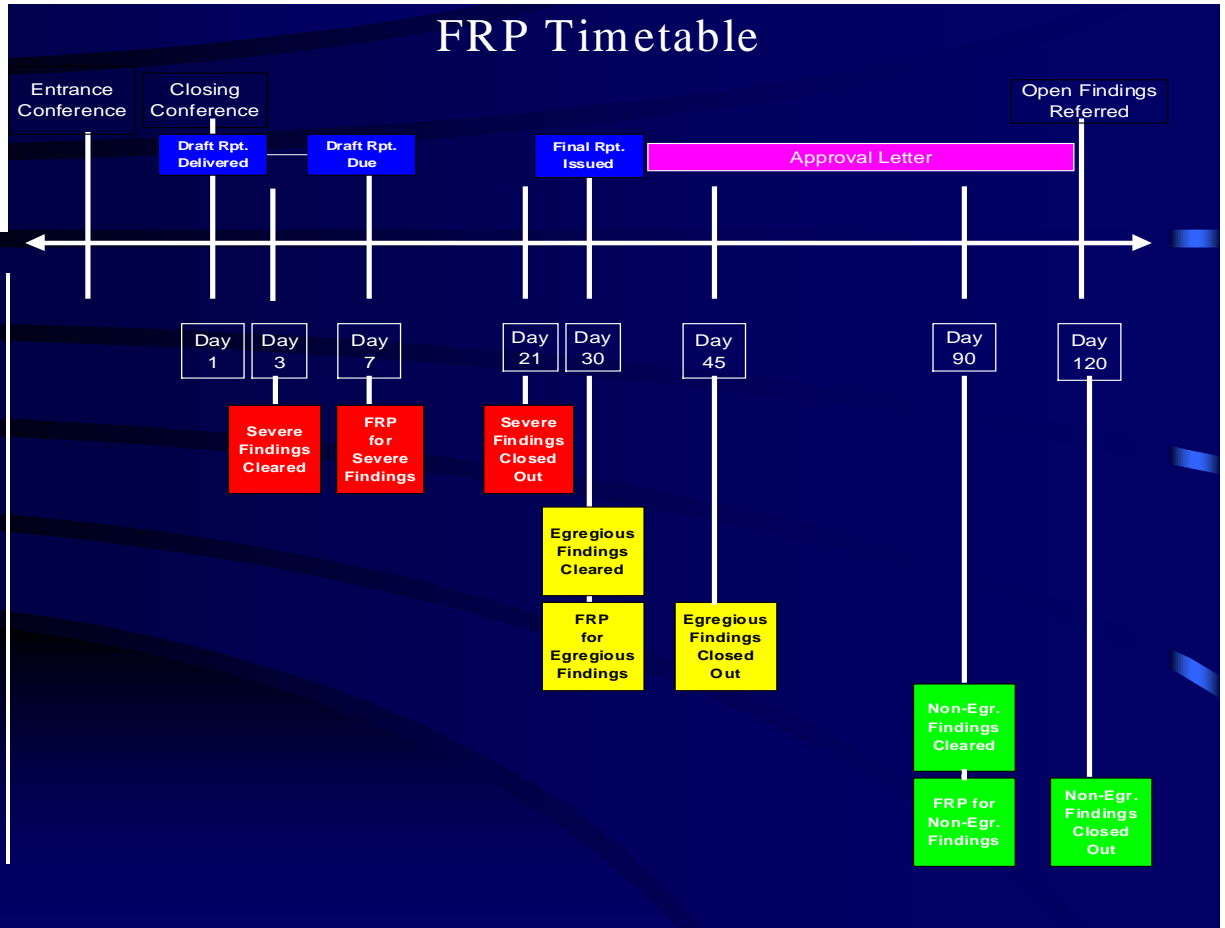 FRP Timetable
Entrance
Conference
Closing
Conference
Open Findings
Referred
Draft Rpt.
Delivered
Draft Rpt.
Due
Final Rpt.
Issued
Approval Letter
Day
1
Day
3
Day
7
Day
21
Day
30
Day
45
Day
90
Day
120
Severe
Findings
Cleared
FRP
for
Severe
Findings
Severe
Findings
Closed
Out
Egregious
Findings
Cleared
FRP
for
Egregious
Findings
Egregious
Findings
Closed
Out
Non-Egr.
Findings
Cleared
FRP for
Non-Egr.
Findings
Non-Egr.
Findings
Closed
Out